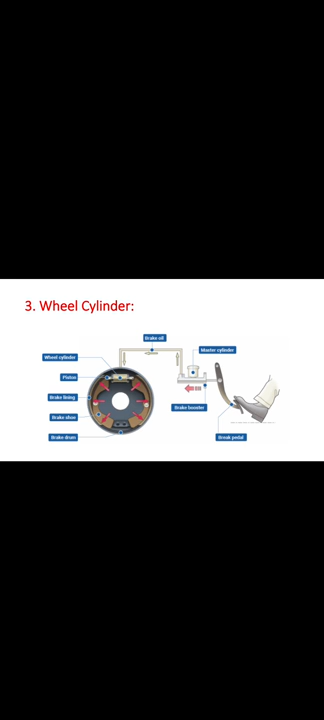 3. Wheel Cylinder:
Brake oil
Master cylinder
Wheel cylinder
Piston
Brake lining
Brake booster
Brake shoe
Brake drum
Break pedal